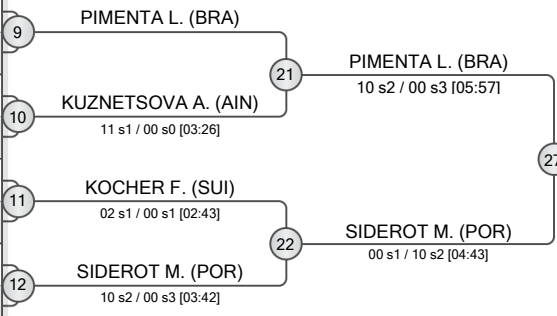 9
PIMENTA L. (BRA)
21
10
KUZNETSOVA A. (AIN)
11 s1 / 00 s0 [03:26]
PIMENTA L. (BRA)
10 s2 / 00 s3 [05:57]
27
11
KOCHER F. (SUI)
02 s1 / 00 s1 [02:43]
22
SIDEROT M. (POR)
00 s1 / 10 s2 [04:43]
12
SIDEROT M. (POR)
10 s2 / 00 s3 [03:42]